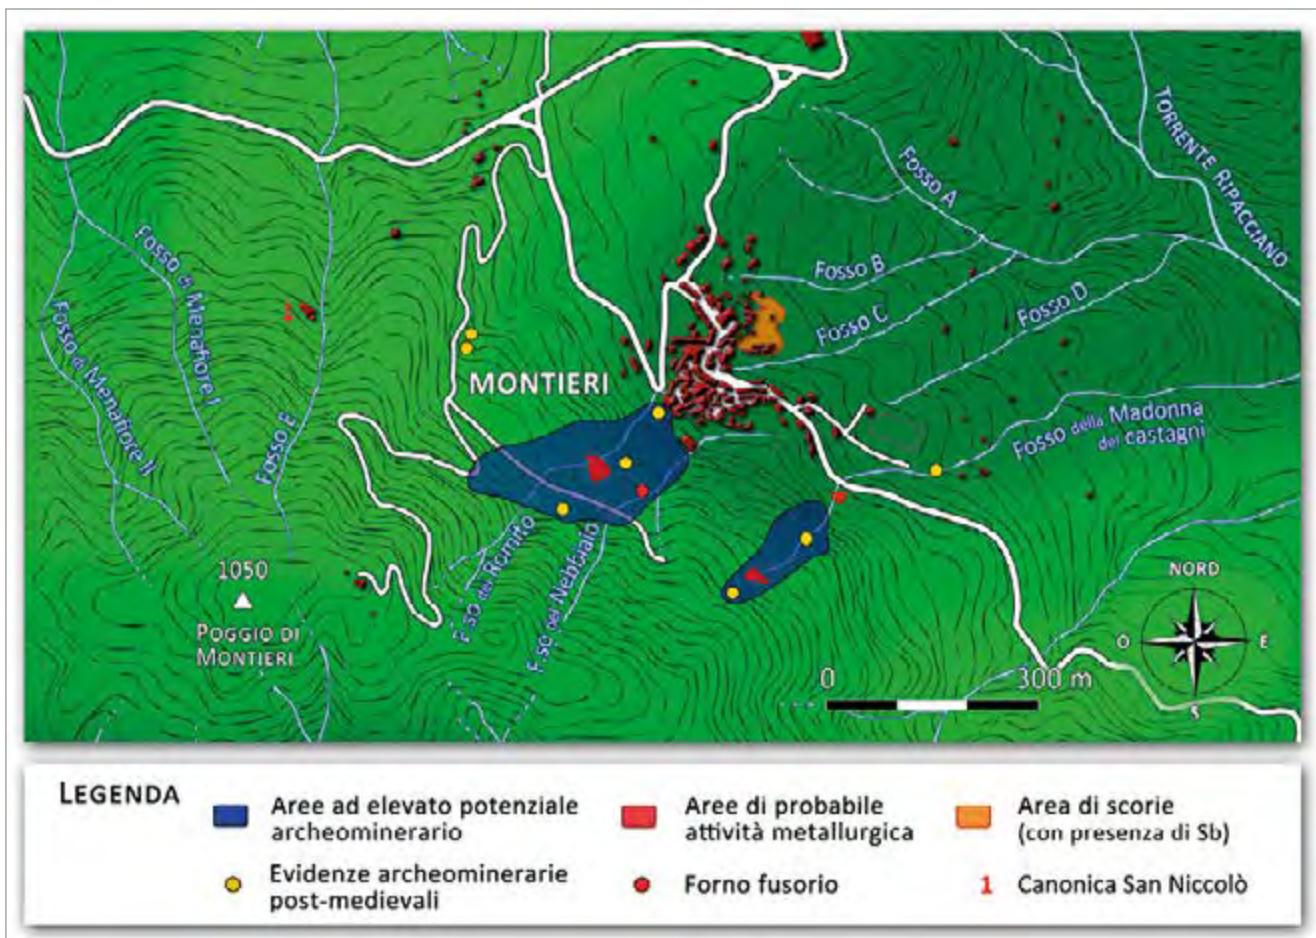 TORRENTE RIPACCIANO
FOSSO A
FOSSO B
FOSSO C
FOSSO D
FOSSO di MENAFIORE I
FOSSO di MENAFIORE II
FOSSO E
1
MONTIERI
FOSSO della MADONNA
dei CASTAGNI
F.SO del ROMITO
F.SO del NEBBIAIO
1050
POGGIO DI
MONTIERI
NORD
O
E
S
0
300 m
LEGENDA
Aree ad elevato potenziale
archeominerario
Aree di probabile
attività metallurgica
Area di scorie
(con presenza di Sb)
Evidenze archeominerarie
post-medievali
Forno fusorio
1
Canonica San Niccolò